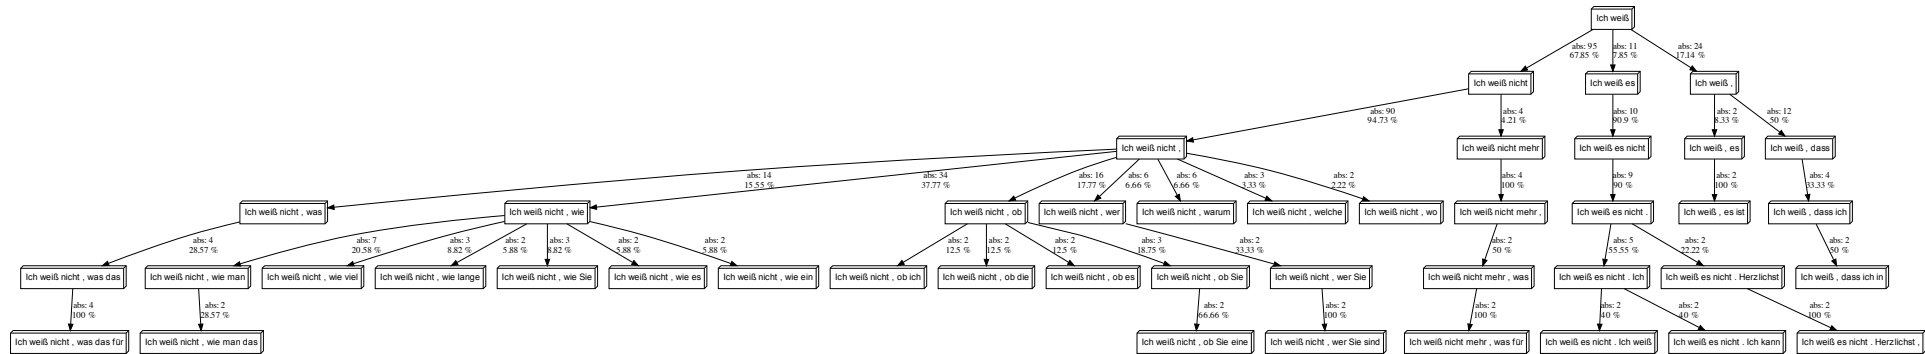 Ich weiß
abs: 95
67.85 %
abs: 11
7.85 %
abs: 24
17.14 %
Ich weiß nicht
Ich weiß es
Ich weiß ,
abs: 90
94.73 %
abs: 4
4.21 %
abs: 10
90.9 %
abs: 2
8.33 %
abs: 12
50 %
Ich weiß nicht ,
Ich weiß nicht mehr
Ich weiß es nicht
Ich weiß , es
Ich weiß , dass
abs: 14
15.55 %
abs: 34
37.77 %
abs: 16
17.77 %
abs: 6
6.66 %
abs: 6
6.66 %
abs: 3
3.33 %
abs: 2
2.22 %
abs: 4
100 %
abs: 9
90 %
abs: 2
100 %
abs: 4
33.33 %
Ich weiß nicht , was
Ich weiß nicht , wie
Ich weiß nicht , ob
Ich weiß nicht , wer
Ich weiß nicht , warum
Ich weiß nicht , welche
Ich weiß nicht , wo
Ich weiß nicht mehr ,
Ich weiß es nicht .
Ich weiß , es ist
Ich weiß , dass ich
abs: 4
28.57 %
abs: 7
20.58 %
abs: 3
8.82 %
abs: 2
5.88 %
abs: 3
8.82 %
abs: 2
5.88 %
abs: 2
5.88 %
abs: 2
12.5 %
abs: 2
12.5 %
abs: 2
12.5 %
abs: 3
18.75 %
abs: 2
33.33 %
abs: 2
50 %
abs: 5
55.55 %
abs: 2
22.22 %
abs: 2
50 %
Ich weiß nicht , was das
Ich weiß nicht , wie man
Ich weiß nicht , wie viel
Ich weiß nicht , wie lange
Ich weiß nicht , wie Sie
Ich weiß nicht , wie es
Ich weiß nicht , wie ein
Ich weiß nicht , ob ich
Ich weiß nicht , ob die
Ich weiß nicht , ob es
Ich weiß nicht , ob Sie
Ich weiß nicht , wer Sie
Ich weiß nicht mehr , was
Ich weiß es nicht . Ich
Ich weiß es nicht . Herzlichst
Ich weiß , dass ich in
abs: 4
100 %
abs: 2
28.57 %
abs: 2
66.66 %
abs: 2
100 %
abs: 2
100 %
abs: 2
40 %
abs: 2
40 %
abs: 2
100 %
Ich weiß nicht , was das für
Ich weiß nicht , wie man das
Ich weiß nicht , ob Sie eine
Ich weiß nicht , wer Sie sind
Ich weiß nicht mehr , was für
Ich weiß es nicht . Ich weiß
Ich weiß es nicht . Ich kann
Ich weiß es nicht . Herzlichst ,